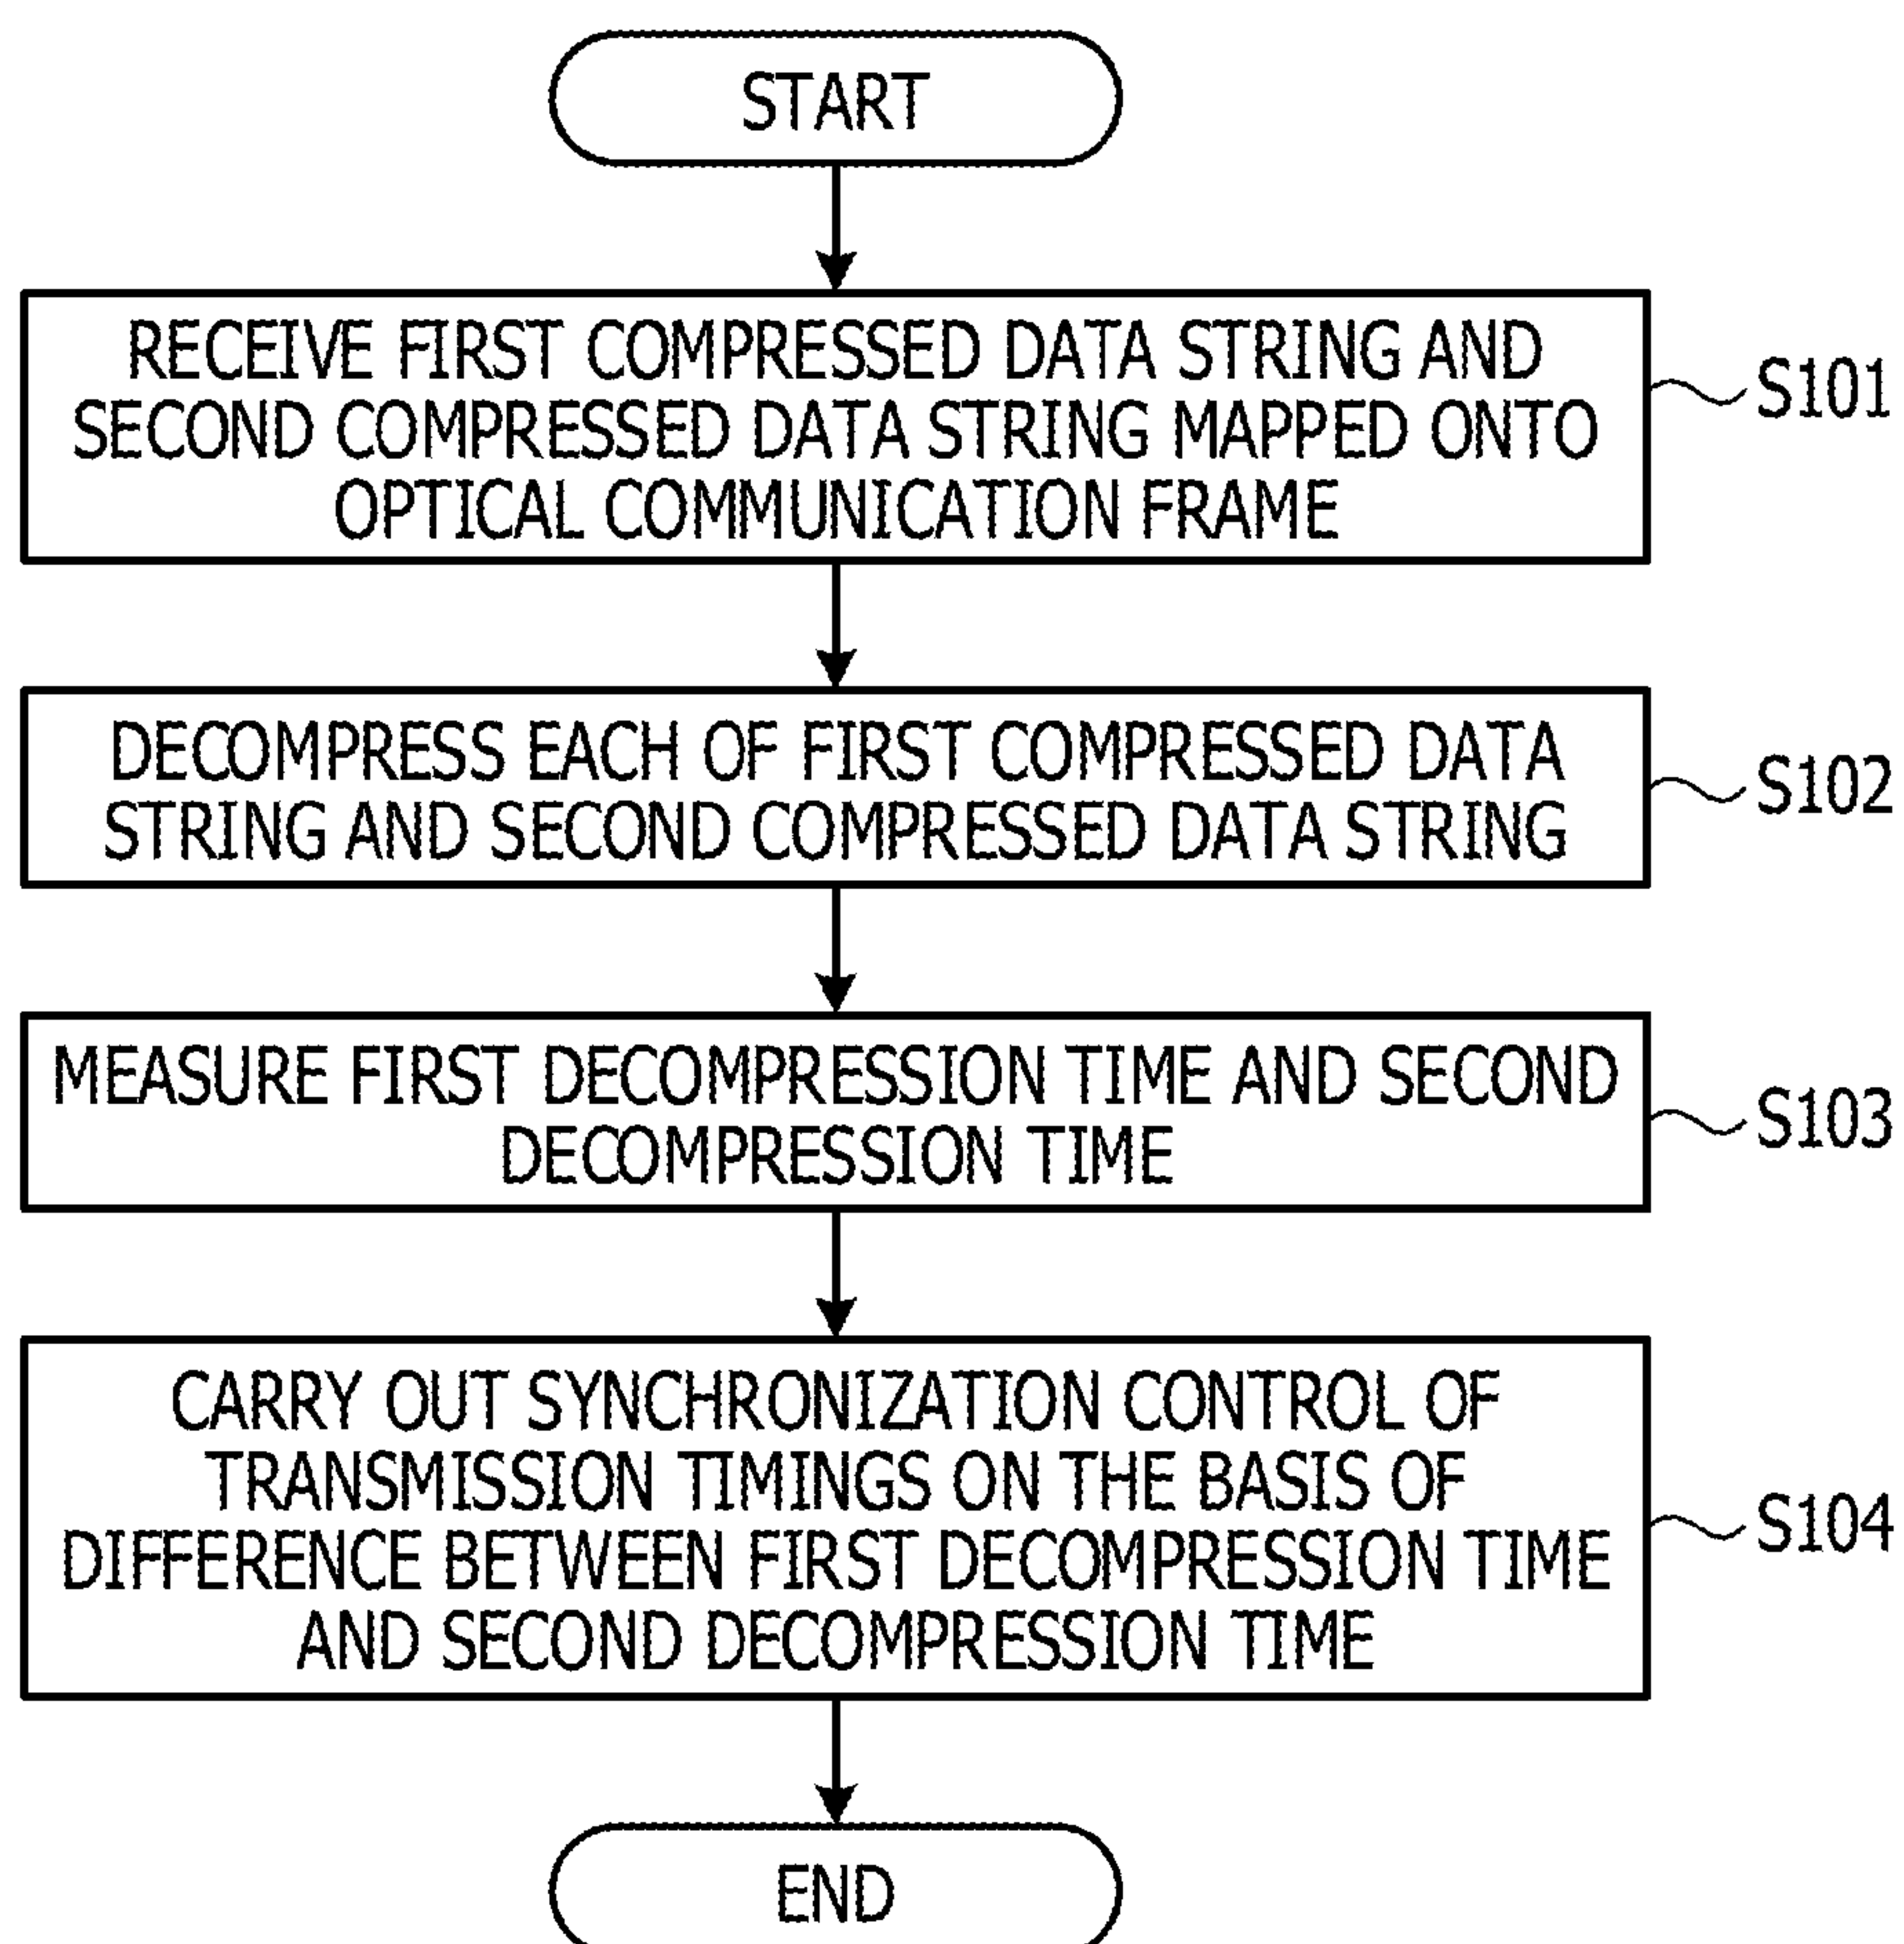 START
RECEIVE FIRST COMPRESSED DATA STRING AND
SECOND COMPRESSED DATA STRING MAPPED ONTO
OPTICAL COMMUNICATION FRAME
S101
DECOMPRESS EACH OF FIRST COMPRESSED DATA
STRING AND SECOND COMPRESSED DATA STRING
S102
MEASURE FIRST DECOMPRESSION TIME AND SECOND
DECOMPRESSION TIME
S103
CARRY OUT SYNCHRONIZATION CONTROL OF
TRANSMISSION TIMINGS ON THE BASIS OF
DIFFERENCE BETWEEN FIRST DECOMPRESSION TIME
AND SECOND DECOMPRESSION TIME
S104
END